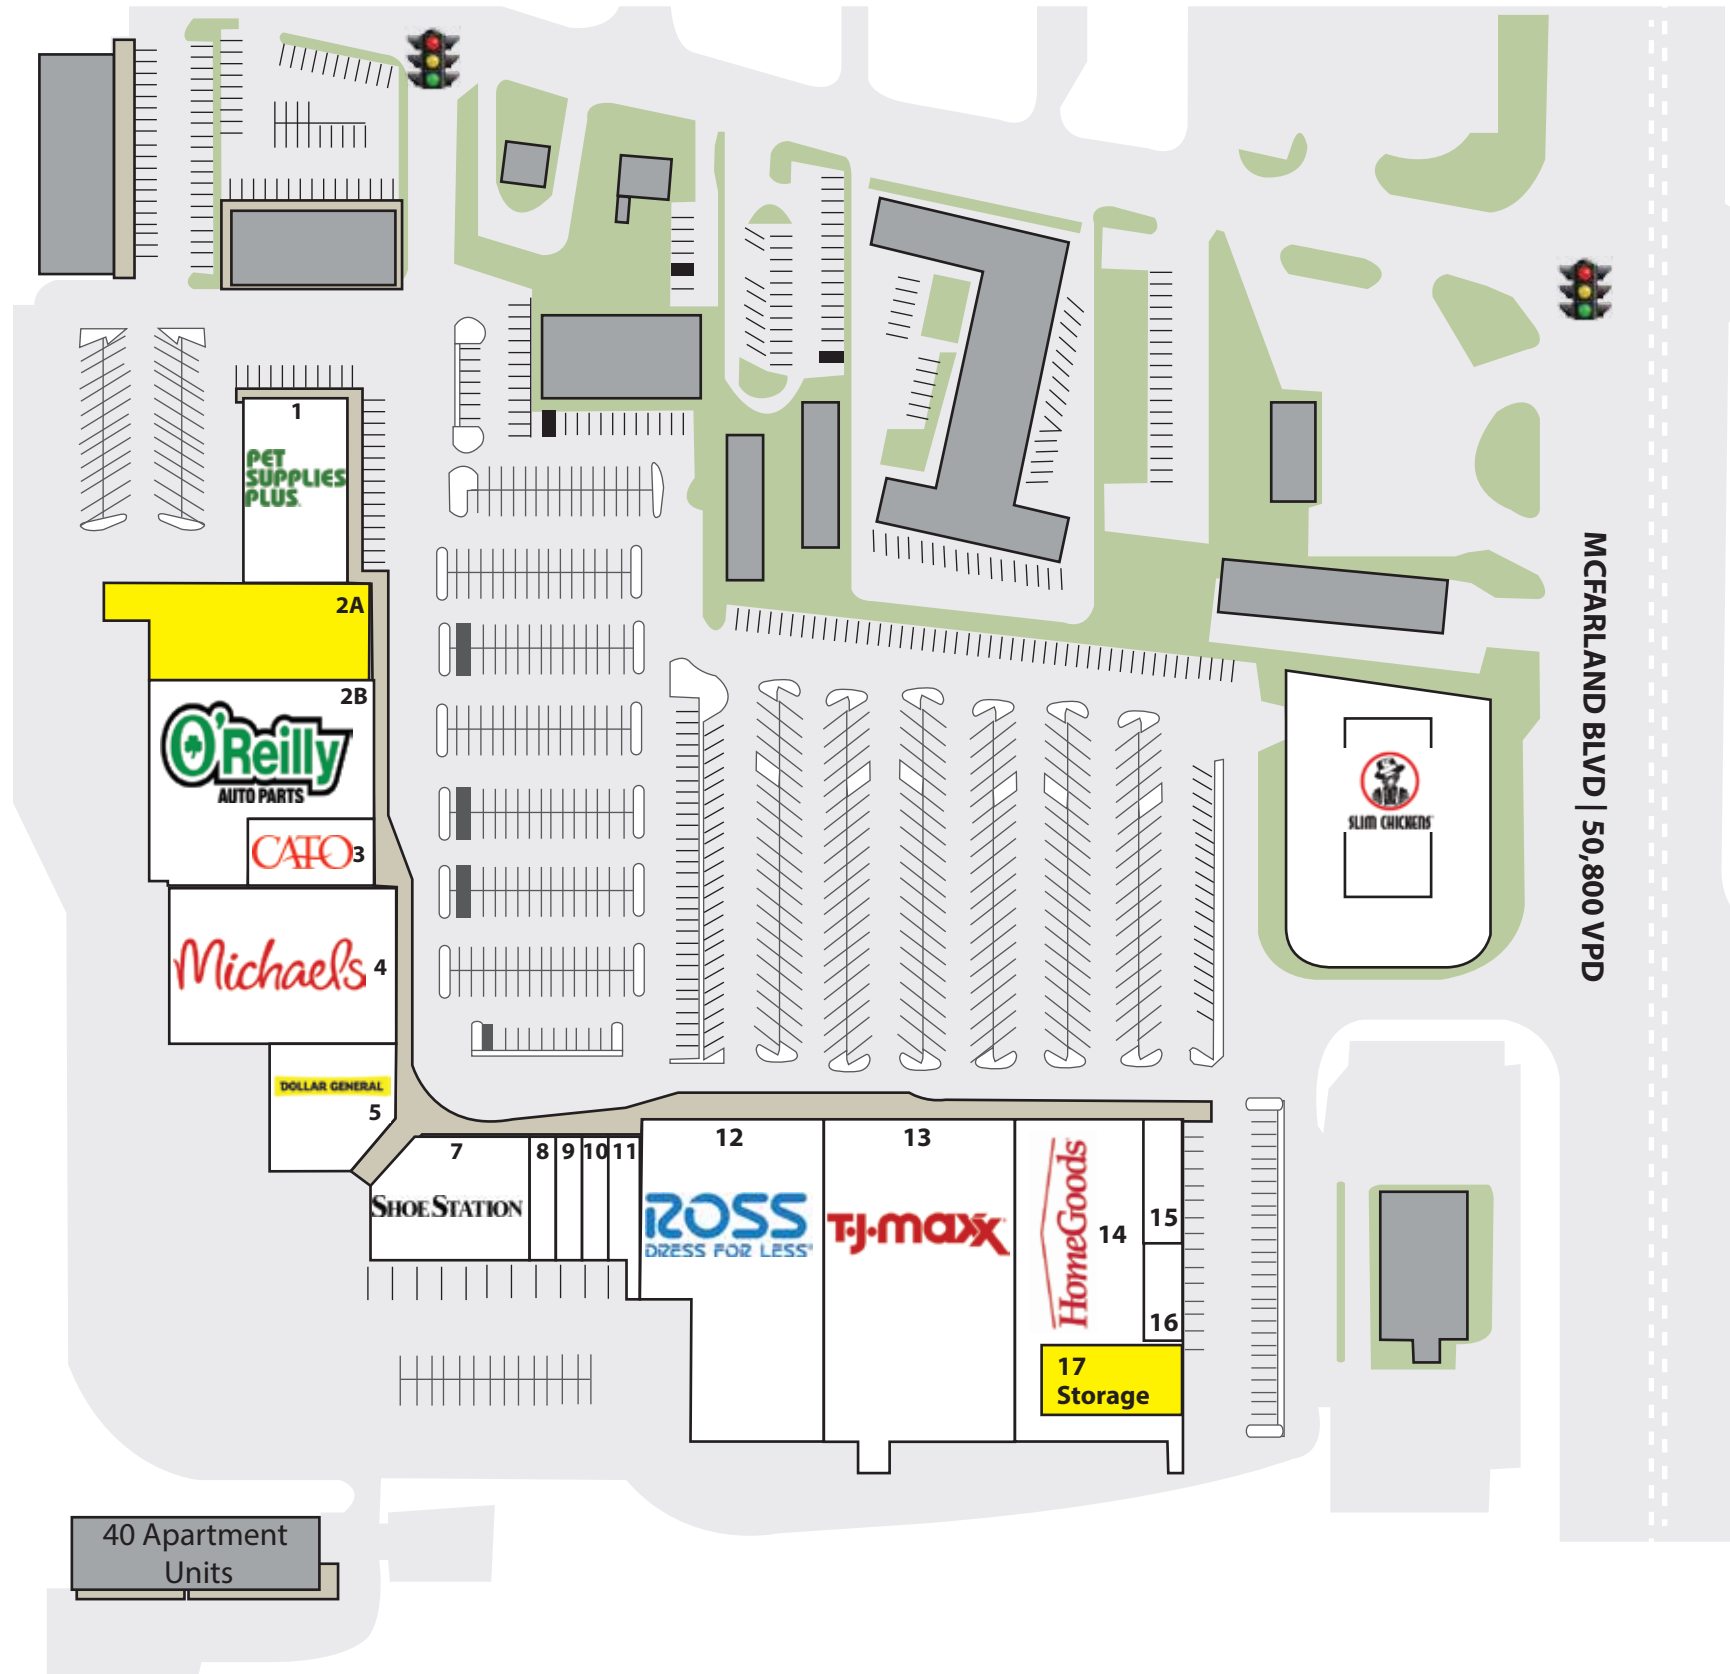 1
PET
SUPPLIES
PLUS
2A
2B
O'Reilly
AUTO PARTS
CATO
3
Michaels
4
DOLLAR GENERAL
5
7
SHOE STATION
8
9
10
11
12
ROSS
DRESS FOR LESS
13
T•J•maxx
HomeGoods
14
15
16
17
Storage
SLIM CHICKENS
MCFARLAND BLVD | 50,800 VPD
40 Apartment
Units